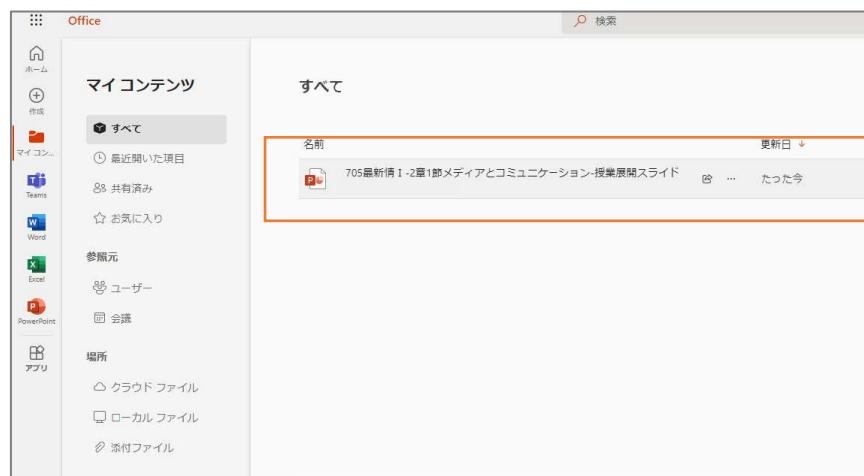 Office
検索
ホーム
作成
マイ コン...
Teams
Word
Excel
PowerPoint
アプリ
マイ コンテンツ
すべて
最近開いた項目
共有済み
お気に入り
参照元
ユーザー
会議
場所
クラウド ファイル
ローカル ファイル
添付ファイル
すべて
名前 更新日 ↓
705最新情Ⅰ-2章1節メディアとコミュニケーション-授業展開スライド ... たった今